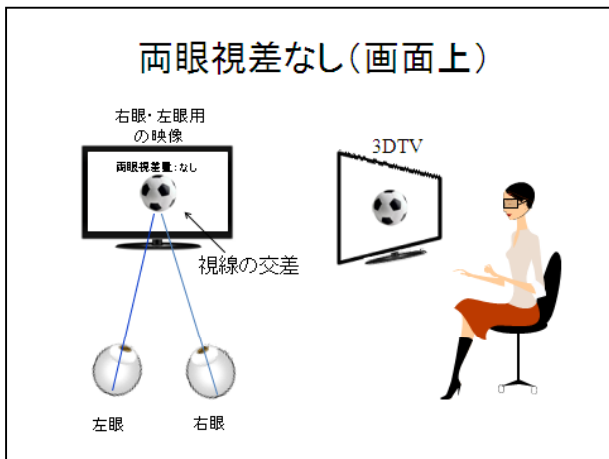 両眼視差なし（画面上）
右眼・左眼用
の映像
両眼視差量：なし
視線の交差
左眼
右眼
3DTV